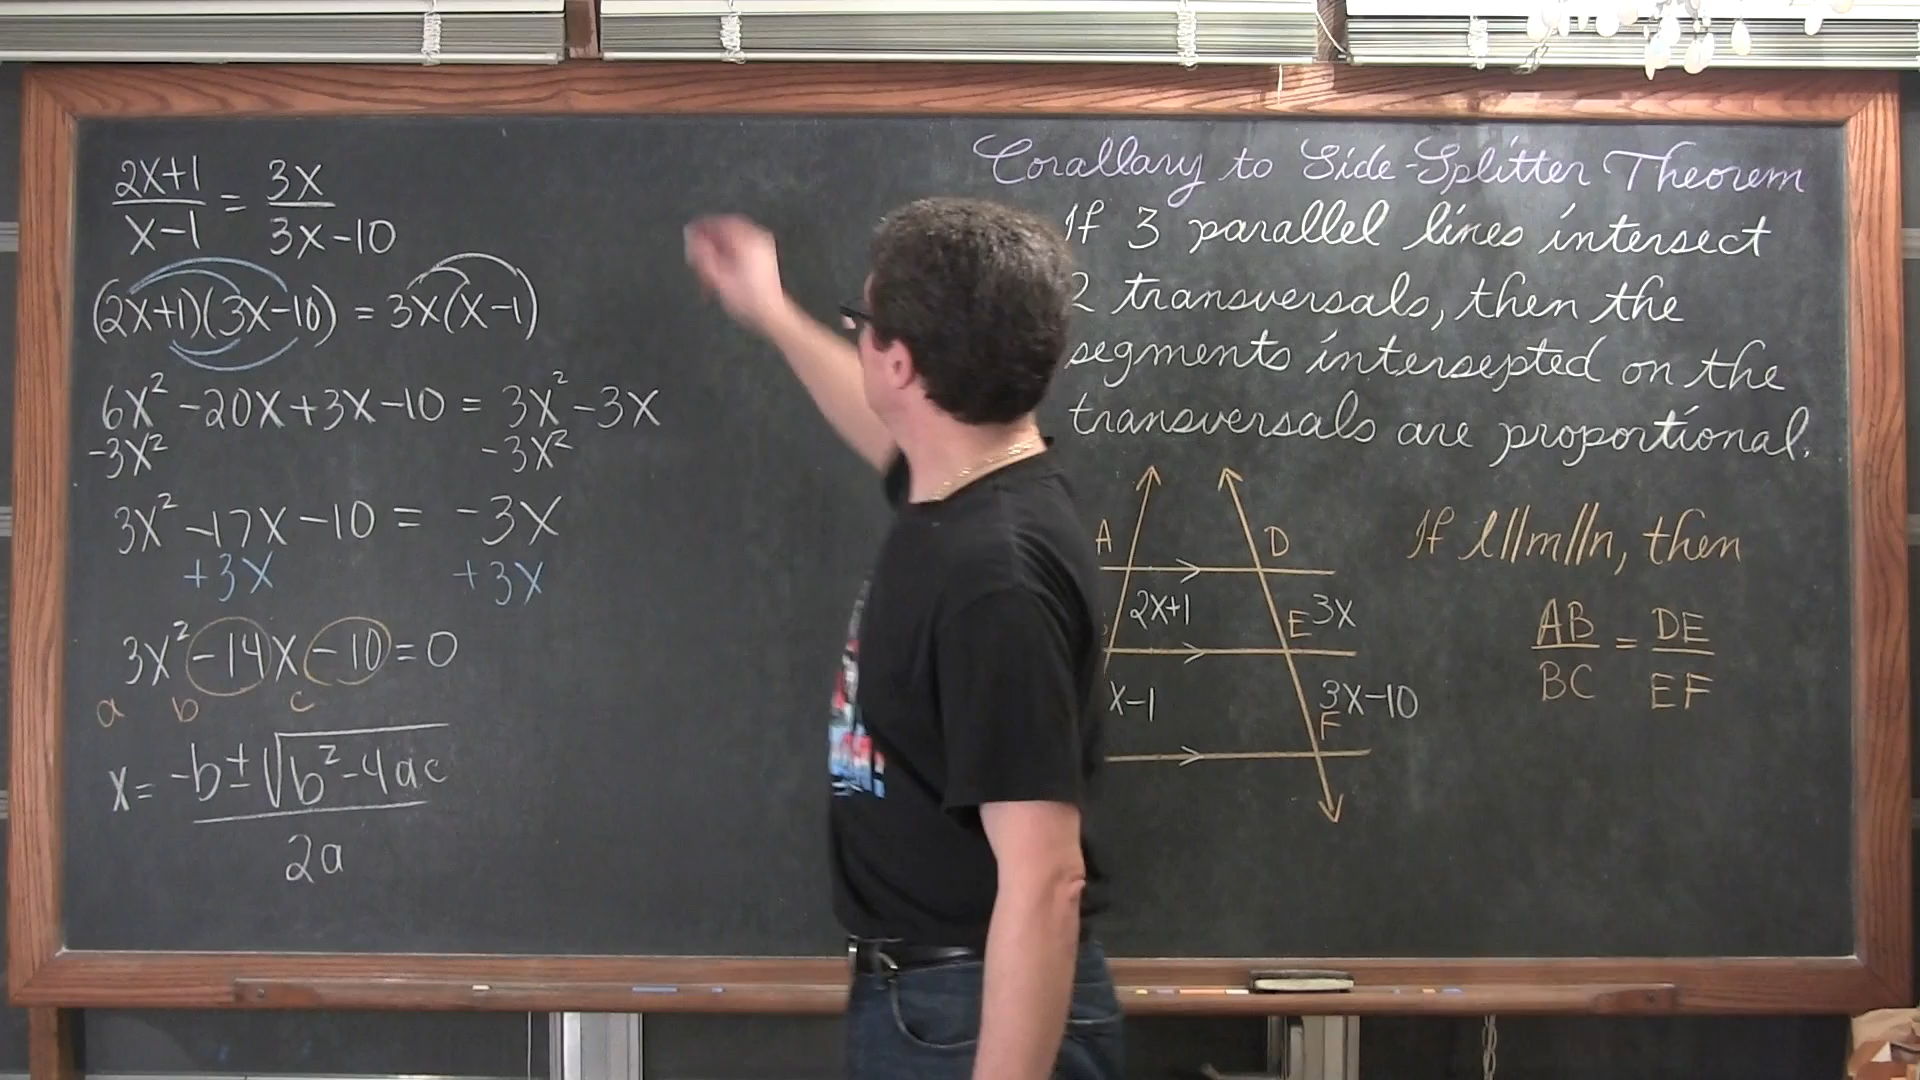 2x+1/x-1 = 3x/3x-10
(2x+1)(3x-10) = 3x(x-1)
6x² -20x+3x-10 = 3x²-3x
-3x² -3x²
3x² -17x -10 = -3x
+3x +3x
3x² -14x -10 = 0
a b c
x = -b±√b²-4ac/2a
Corallary to Side-Splitter Theorem
If 3 parallel lines intersect
2 transversals, then the
segments intersepted on the
transversals are proportional.
A D
2x+1 E 3x
x-1 3x-10
F
If l||m||n, then
AB/BC = DE/EF